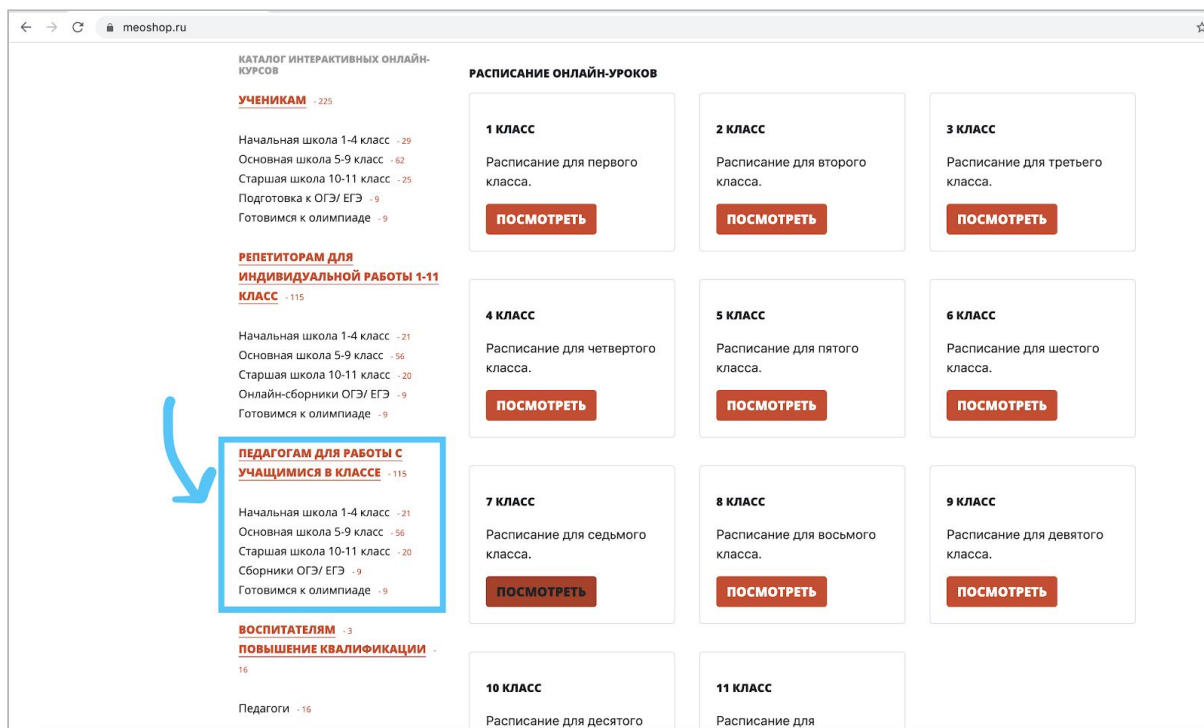 meoshop.ru
КАТАЛОГ ИНТЕРАКТИВНЫХ ОНЛАЙН-
КУРСОВ
УЧЕНИКАМ - 225
Начальная школа 1-4 класс - 29
Основная школа 5-9 класс - 62
Старшая школа 10-11 класс - 25
Подготовка к ОГЭ/ ЕГЭ - 9
Готовимся к олимпиаде - 9
РЕПЕТИТОРАМ ДЛЯ
ИНДИВИДУАЛЬНОЙ РАБОТЫ 1-11
КЛАСС - 115
Начальная школа 1-4 класс - 21
Основная школа 5-9 класс - 56
Старшая школа 10-11 класс - 20
Онлайн-сборники ОГЭ/ ЕГЭ - 9
Готовимся к олимпиаде - 9
ПЕДАГОГАМ ДЛЯ РАБОТЫ С
УЧАЩИМИСЯ В КЛАССЕ - 115
Начальная школа 1-4 класс - 21
Основная школа 5-9 класс - 56
Старшая школа 10-11 класс - 20
Сборники ОГЭ/ ЕГЭ - 9
Готовимся к олимпиаде - 9
ВОСПИТАТЕЛЯМ - 3
ПОВЫШЕНИЕ КВАЛИФИКАЦИИ -
16
Педагоги - 16
РАСПИСАНИЕ ОНЛАЙН-УРОКОВ
1 КЛАСС
Расписание для первого
класса.
ПОСМОТРЕТЬ
2 КЛАСС
Расписание для второго
класса.
ПОСМОТРЕТЬ
3 КЛАСС
Расписание для третьего
класса.
ПОСМОТРЕТЬ
4 КЛАСС
Расписание для четвертого
класса.
ПОСМОТРЕТЬ
5 КЛАСС
Расписание для пятого
класса.
ПОСМОТРЕТЬ
6 КЛАСС
Расписание для шестого
класса.
ПОСМОТРЕТЬ
7 КЛАСС
Расписание для седьмого
класса.
ПОСМОТРЕТЬ
8 КЛАСС
Расписание для восьмого
класса.
ПОСМОТРЕТЬ
9 КЛАСС
Расписание для девятого
класса.
ПОСМОТРЕТЬ
10 КЛАСС
Расписание для десятого
11 КЛАСС
Расписание для